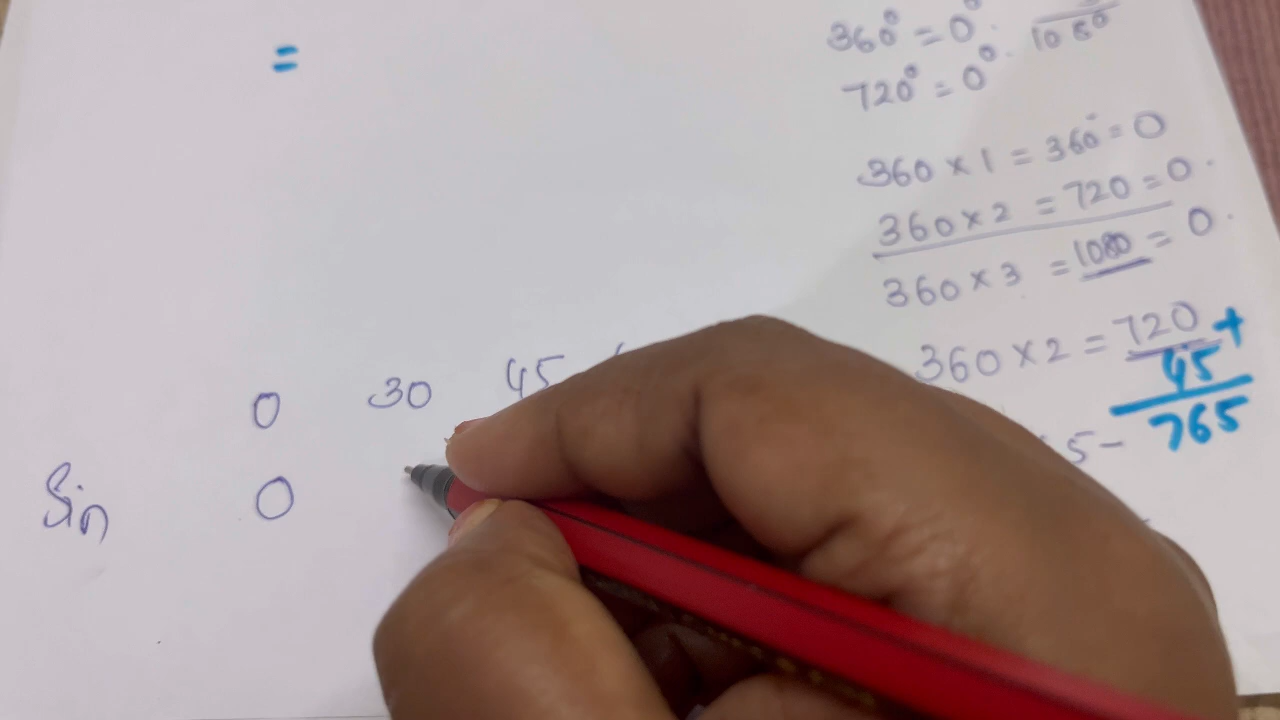 =
360° = 0°. 1080°
720° = 0°.
360 × 1 = 360° = 0
360 × 2 = 720 = 0.
360 × 3 = 1080 = 0.
360 × 2 = 720
45 +
765
5 -
0 30 45
Sin 0